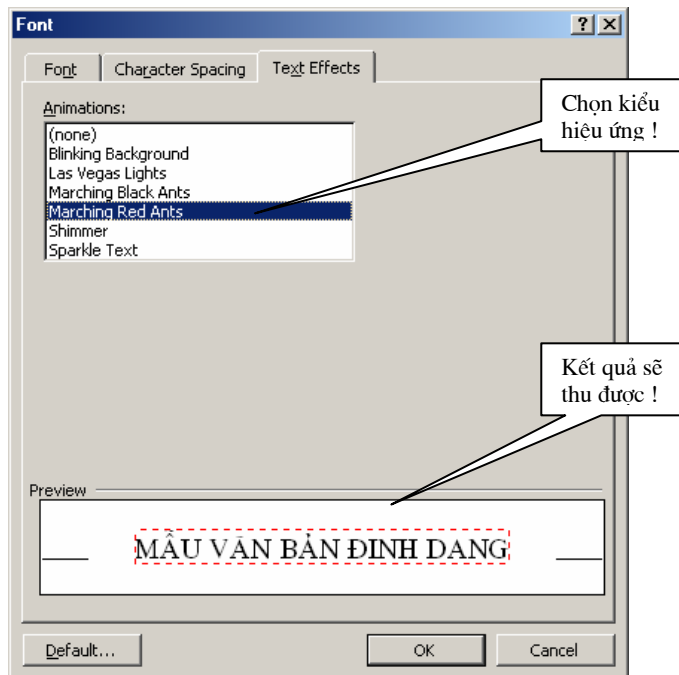 Font
Font Character Spacing Text Effects
Animations:
(none)
Blinking Background
Las Vegas Lights
Marching Black Ants
Marching Red Ants
Shimmer
Sparkle Text
Chọn kiểu
hiệu ứng !
Kết quả sẽ
thu được !
Preview
MẪU VĂN BẢN ĐINH DANG
Default... OK Cancel